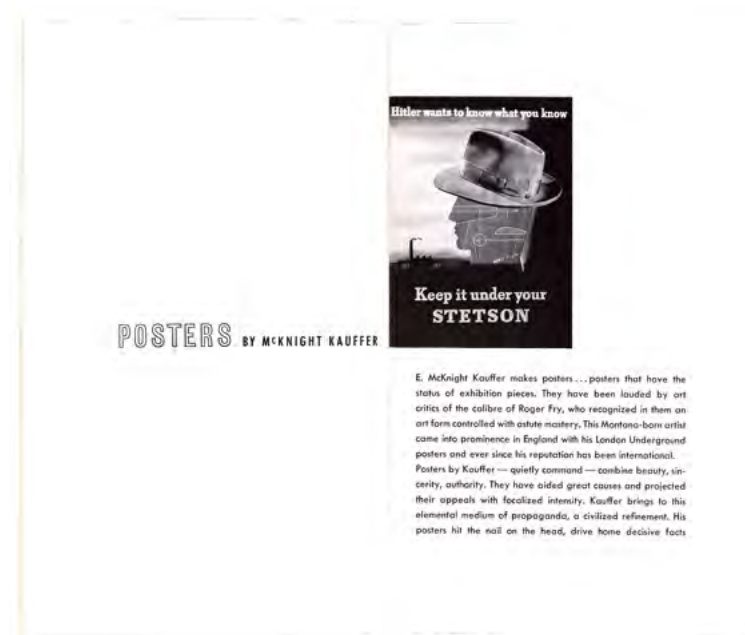 Hitler wants to know what you know
Keep it under your
STETSON
POSTERS BY McKNIGHT KAUFFER
E. McKnight Kauffer makes posters...posters that have the
status of exhibition pieces. They have been lauded by art
critics of the calibre of Roger Fry, who recognized in them an
art form controlled with astute mastery. This Montana-born artist
came into prominence in England with his London Underground
posters and ever since his reputation has been international.
Posters by Kauffer — quietly command — combine beauty, sin-
cerity, authority. They have aided great causes and projected
their appeals with focalized intensity. Kauffer brings to this
elemental medium of propaganda, a civilized refinement. His
posters hit the nail on the head, drive home decisive facts